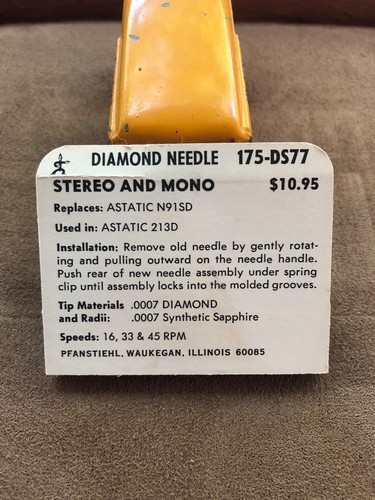 DIAMOND NEEDLE 175-DS77
STEREO AND MONO $10.95
Replaces: ASTATIC N91SD
Used in: ASTATIC 213D
Installation: Remove old needle by gently rotat-
ing and pulling outward on the needle handle.
Push rear of new needle assembly under spring
clip until assembly locks into the molded grooves.
Tip Materials .0007 DIAMOND
and Radii: .0007 Synthetic Sapphire
Speeds: 16, 33 & 45 RPM
PFANSTIEHL, WAUKEGAN, ILLINOIS 60085